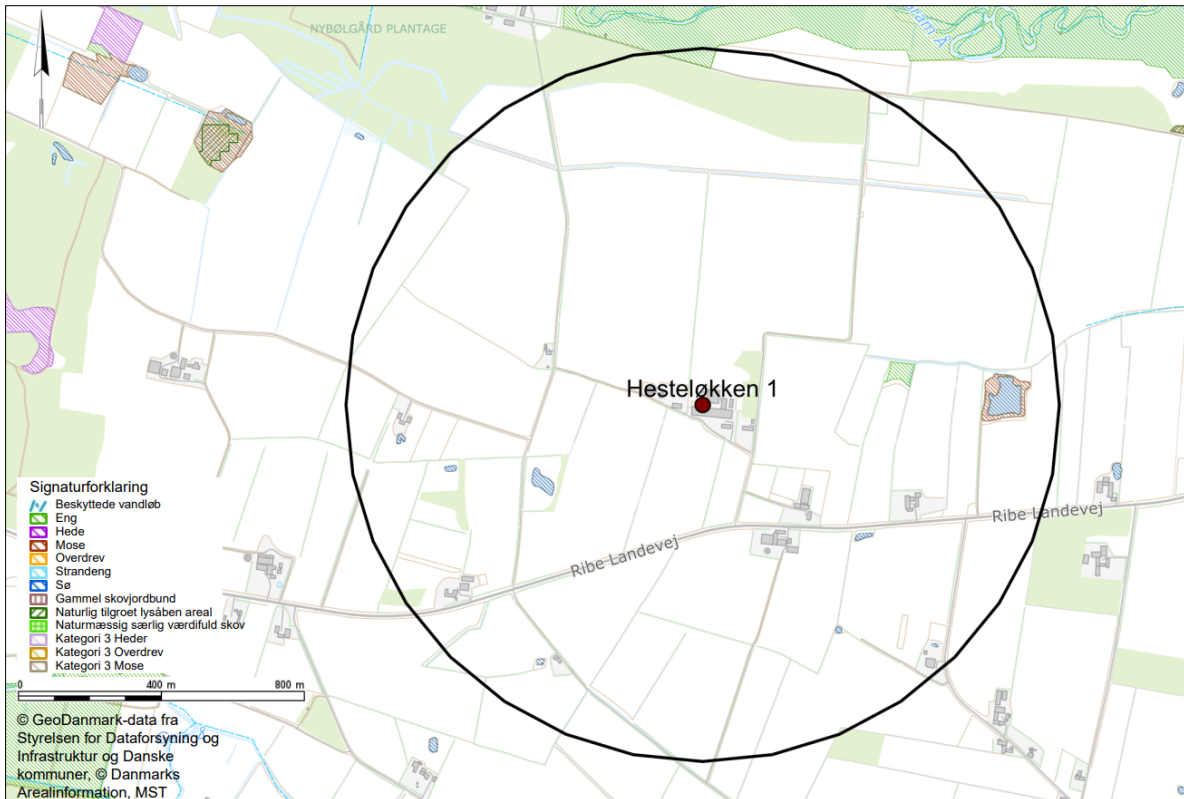 NYBØLGÅRD PLANTAGE
Hesteløkken 1
Ribe Landevej
Ribe Landevej
Signaturforklaring
Beskyttede vandløb
Eng
Hede
Mose
Overdrev
Strandeng
Sø
Gammel skovjordbund
Naturlig tilgroet lysåben areal
Naturmæssig særlig værdifuld skov
Kategori 3 Heder
Kategori 3 Overdrev
Kategori 3 Mose
0 400 m 800 m
© GeoDanmark-data fra
Styrelsen for Dataforsyning og
Infrastruktur og Danske
kommuner, © Danmarks
Arealinformation, MST